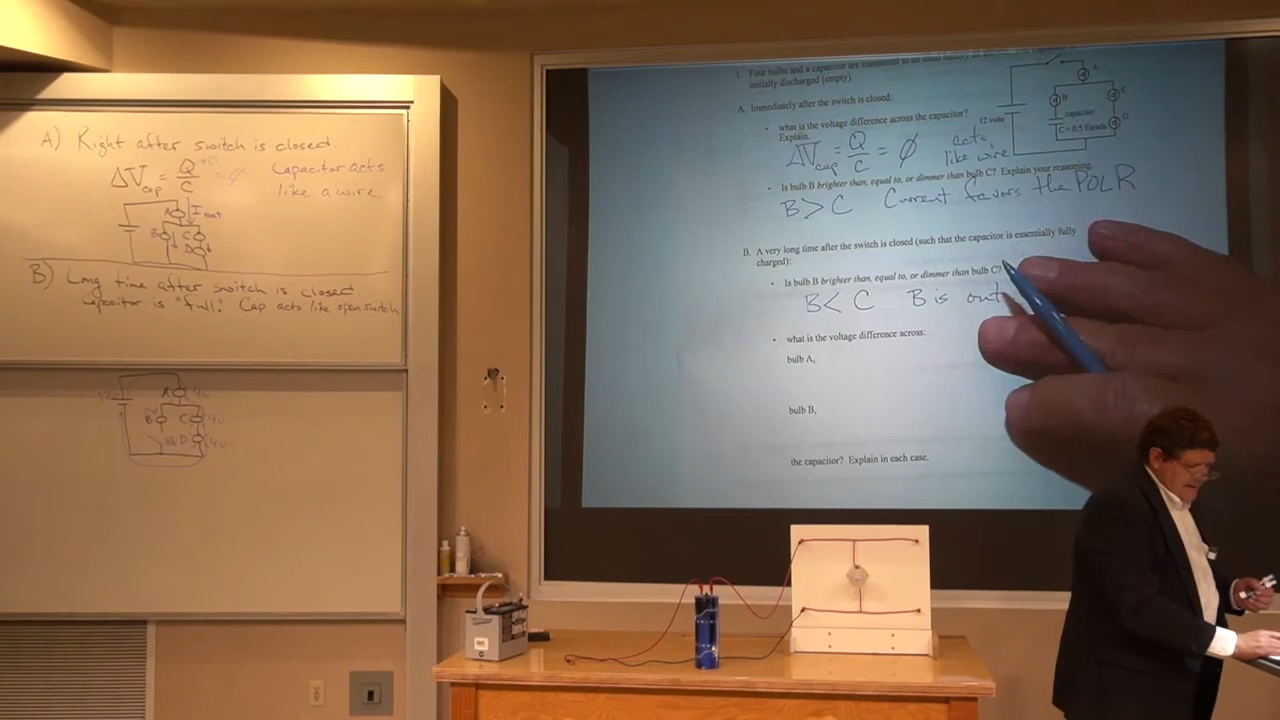 A) Right after switch is closed.
ΔVcap = Q/C = ∅ Capacitor acts
like a wire
A I
B C
D
B) Long time after switch is closed.
Capacitor is "full". Cap acts like open switch
A 4V
B C 4V
D 4V
1. Four bulbs and a capacitor are connected to an
initially discharged (empty).
A. Immediately after the switch is closed:
• what is the voltage difference across the capacitor?
Explain.
ΔVcap = Q/C = ∅ acts
like wire
• Is bulb B brighter than, equal to, or dimmer than bulb C? Explain your reasoning.
B > C Current favors the POLR
B. A very long time after the switch is closed (such that the capacitor is essentially fully
charged):
• Is bulb B brighter than, equal to, or dimmer than bulb C?
B < C B is out
• what is the voltage difference across:
bulb A,
bulb B,
the capacitor? Explain in each case.
A
B C
12 volts capacitor
C = 0.5 Farads D